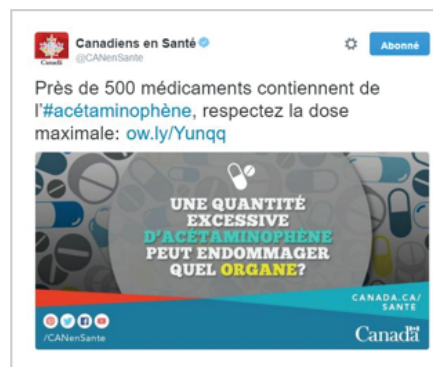 Canadiens en Santé
@CANenSante
Abonné
Près de 500 médicaments contiennent de
l'#acétaminophène, respectez la dose
maximale: ow.ly/Yunqq
UNE QUANTITÉ
EXCESSIVE
D'ACÉTAMINOPHÈNE
PEUT ENDOMMAGER
QUEL ORGANE?
CANADA.CA/
SANTE
/CANenSante
Canada